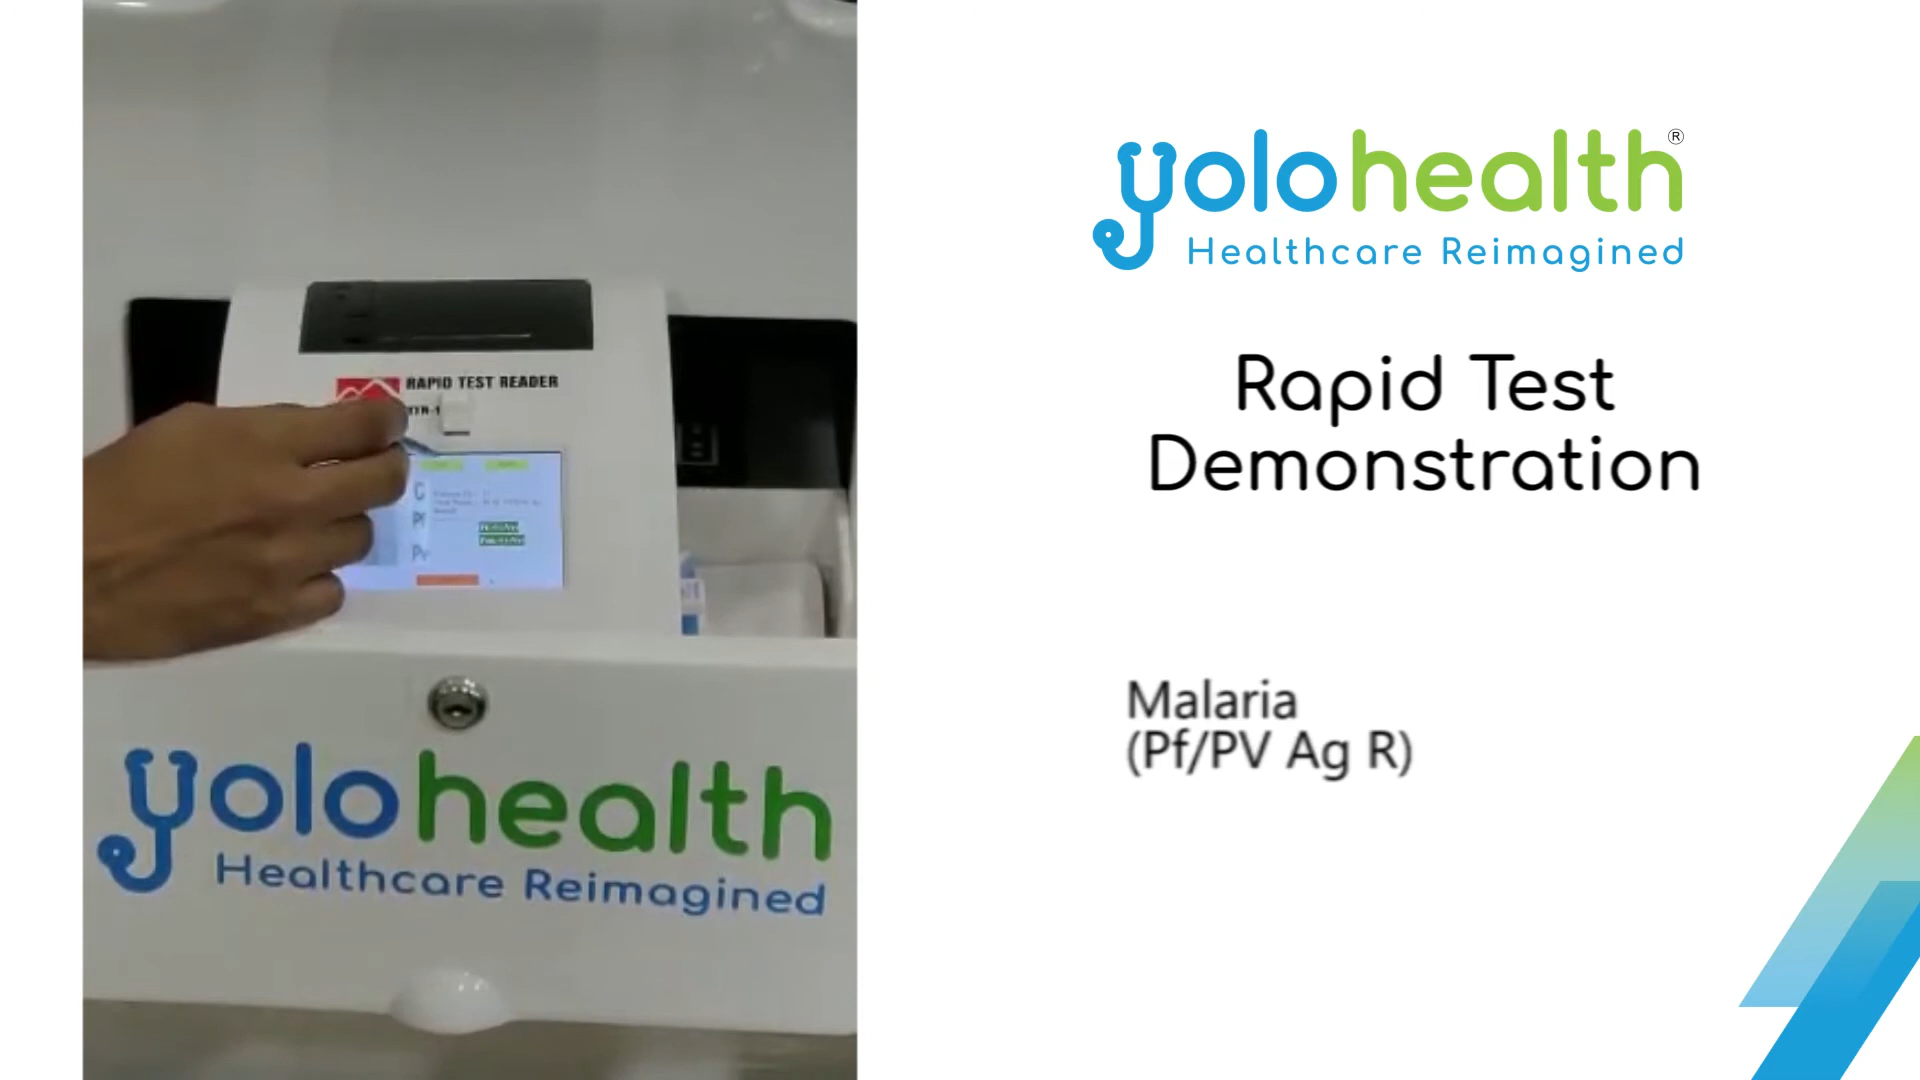 RAPID TEST READER
C
Pf
Pv
yolohealth
Healthcare Reimagined
yolohealth®
Healthcare Reimagined
Rapid Test
Demonstration
Malaria
(Pf/PV Ag R)